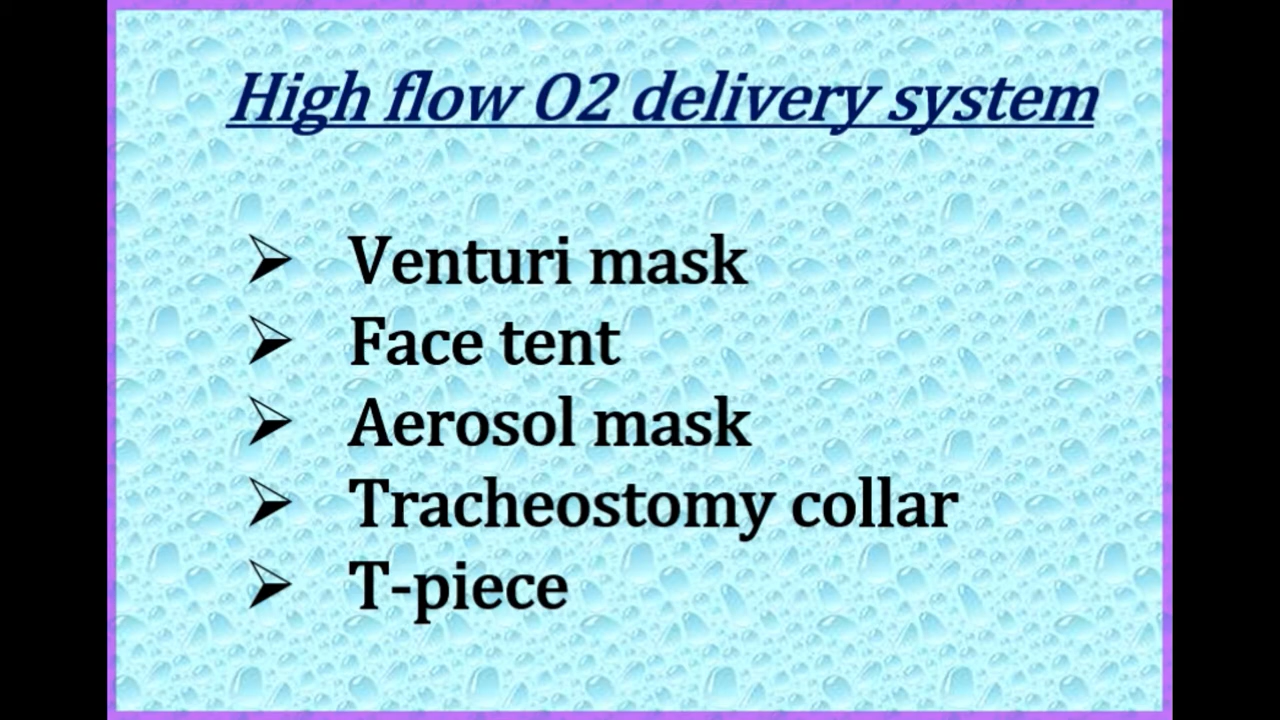 High flow O2 delivery system
➢ Venturi mask
➢ Face tent
➢ Aerosol mask
➢ Tracheostomy collar
➢ T-piece